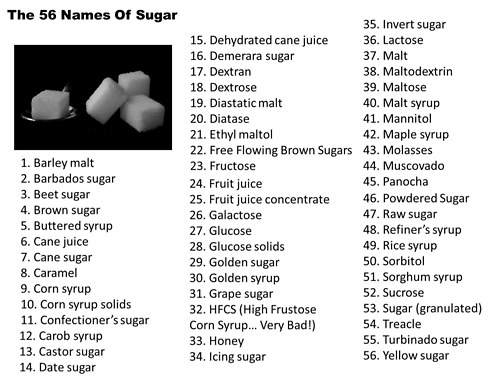 The 56 Names Of Sugar
1. Barley malt
2. Barbados sugar
3. Beet sugar
4. Brown sugar
5. Buttered syrup
6. Cane juice
7. Cane sugar
8. Caramel
9. Corn syrup
10. Corn syrup solids
11. Confectioner's sugar
12. Carob syrup
13. Castor sugar
14. Date sugar
15. Dehydrated cane juice
16. Demerara sugar
17. Dextran
18. Dextrose
19. Diastatic malt
20. Diatase
21. Ethyl maltol
22. Free Flowing Brown Sugars
23. Fructose
24. Fruit juice
25. Fruit juice concentrate
26. Galactose
27. Glucose
28. Glucose solids
29. Golden sugar
30. Golden syrup
31. Grape sugar
32. HFCS (High Frustose
Corn Syrup... Very Bad!)
33. Honey
34. Icing sugar
35. Invert sugar
36. Lactose
37. Malt
38. Maltodextrin
39. Maltose
40. Malt syrup
41. Mannitol
42. Maple syrup
43. Molasses
44. Muscovado
45. Panocha
46. Powdered Sugar
47. Raw sugar
48. Refiner's syrup
49. Rice syrup
50. Sorbitol
51. Sorghum syrup
52. Sucrose
53. Sugar (granulated)
54. Treacle
55. Turbinado sugar
56. Yellow sugar